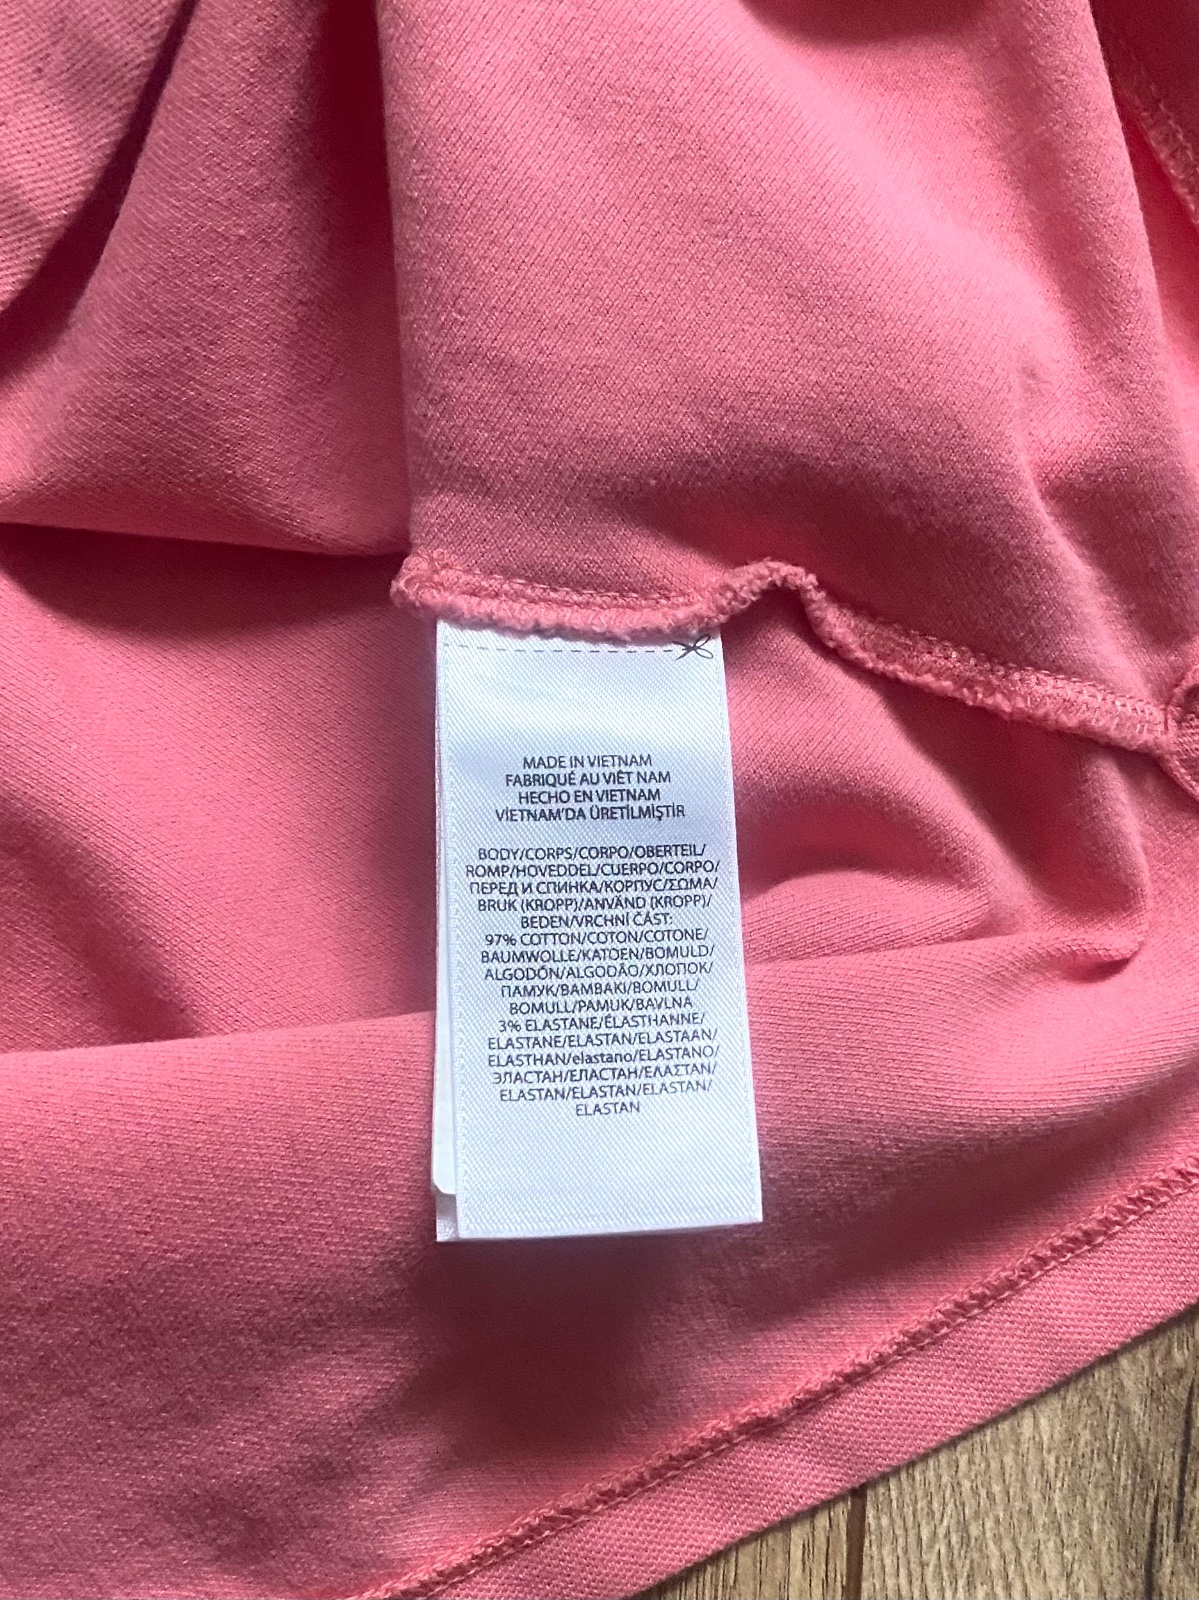 MADE IN VIETNAM
FABRIQUÉ AU VIÊT NAM
HECHO EN VIETNAM
VİETNAM'DA ÜRETİLMİŞTİR
BODY/CORPS/CORPO/OBERTEIL/
ROMP/HOVEDDEL/CUERPO/CORPO/
ПЕРЕД И СПИНКА/КОРПУС/ΣΩΜΑ/
BRUK (KROPP)/ANVÄND (KROPP)/
BEDEN/VRCHNÍ ČÁST:
97% COTTON/COTON/COTONE/
BAUMWOLLE/KATOEN/BOMULD/
ALGODÓN/ALGODÃO/ХЛОПОК/
ПАМУК/ΒΑΜΒΑΚΙ/BOMULL/
BOMULL/PAMUK/BAVLNA
3% ELASTANE/ÉLASTHANNE/
ELASTANE/ELASTAN/ELASTAAN/
ELASTHAN/elastano/ELASTANO/
ЭЛАСТАН/ЕЛАСТАН/ΕΛΑΣΤΑΝ/
ELASTAN/ELASTAN/ELASTAN/
ELASTAN